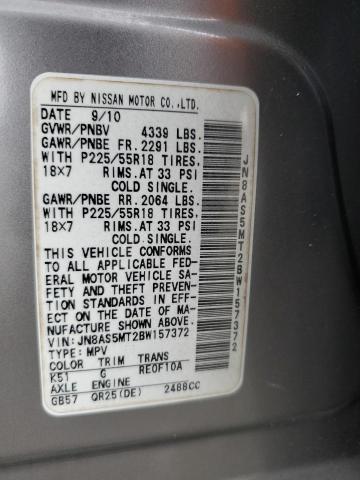 MFD BY NISSAN MOTOR CO.,LTD.
DATE 9/10
GVWR/PNBV 4339 LBS.
GAWR/PNBE FR. 2291 LBS.
WITH P225/55R18 TIRES,
18X7 RIMS.AT 33 PSI
COLD SINGLE.
GAWR/PNBE RR. 2064 LBS.
WITH P225/55R18 TIRES,
18X7 RIMS.AT 33 PSI
COLD SINGLE.
THIS VEHICLE CONFORMS
TO ALL APPLICABLE FED-
ERAL MOTOR VEHICLE SA-
FETY AND THEFT PREVEN-
TION STANDARDS IN EFF-
ECT ON THE DATE OF MA-
NUFACTURE SHOWN ABOVE.
VIN:JN8AS5MT2BW157372
TYPE:MPV
COLOR TRIM TRANS
K51 G RE0F10A
AXLE ENGINE
GB57 QR25(DE) 2488CC
JN8AS5MT2BW157372